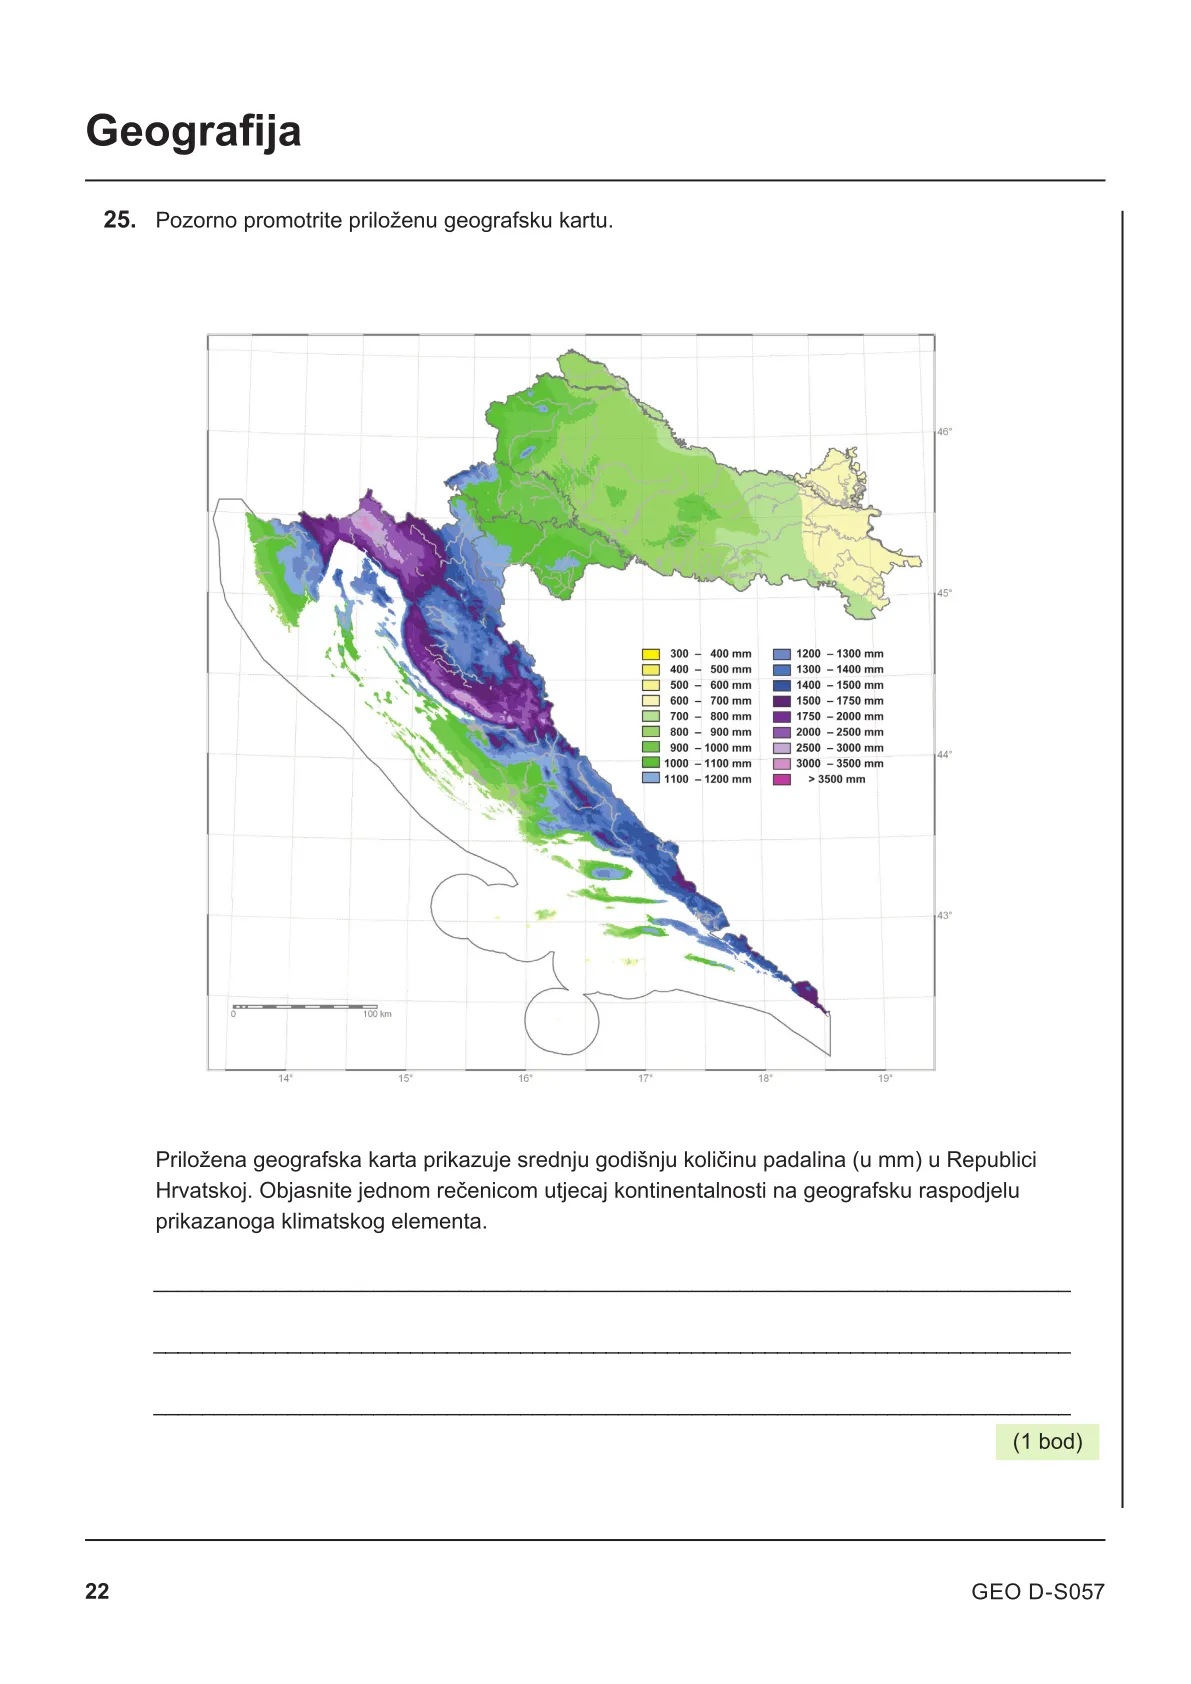 Geografija
25. Pozorno promotrite priloženu geografsku kartu.
46°
45°
300 – 400 mm 1200 – 1300 mm
400 – 500 mm 1300 – 1400 mm
500 – 600 mm 1400 – 1500 mm
600 – 700 mm 1500 – 1750 mm
700 – 800 mm 1750 – 2000 mm
800 – 900 mm 2000 – 2500 mm
900 – 1000 mm 2500 – 3000 mm
1000 – 1100 mm 3000 – 3500 mm
1100 – 1200 mm > 3500 mm
44°
43°
0 100 km
14° 15° 16° 17° 18° 19°
Priložena geografska karta prikazuje srednju godišnju količinu padalina (u mm) u Republici
Hrvatskoj. Objasnite jednom rečenicom utjecaj kontinentalnosti na geografsku raspodjelu
prikazanoga klimatskog elementa.
(1 bod)
22 GEO D-S057